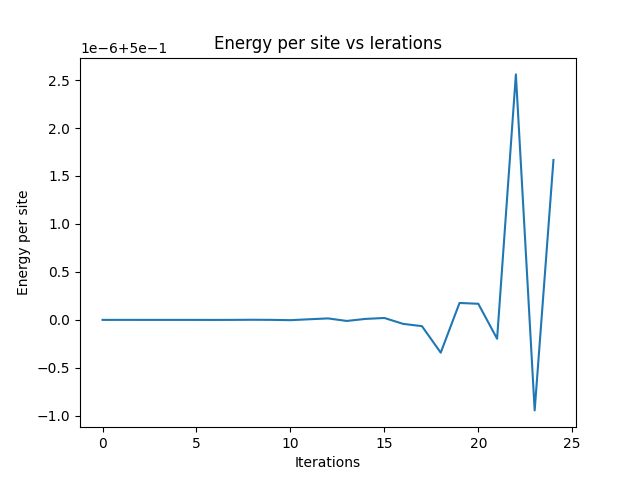 Energy per site vs Ierations
1e−6+5e−1
2.5
2.0
1.5
1.0
0.5
0.0
−0.5
−1.0
Energy per site
0 5 10 15 20 25
Iterations